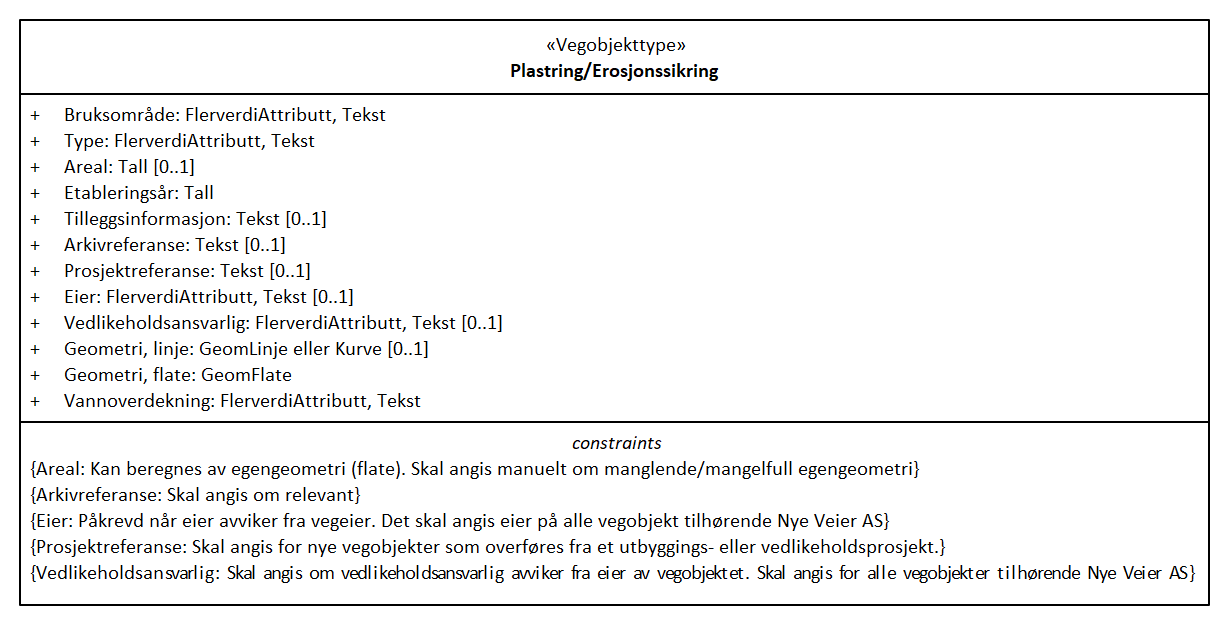 «Vegobjekttype»
Plastring/Erosjonssikring
+ Bruksområde: FlerverdiAttributt, Tekst
+ Type: FlerverdiAttributt, Tekst
+ Areal: Tall [0..1]
+ Etableringsår: Tall
+ Tilleggsinformasjon: Tekst [0..1]
+ Arkivreferanse: Tekst [0..1]
+ Prosjektreferanse: Tekst [0..1]
+ Eier: FlerverdiAttributt, Tekst [0..1]
+ Vedlikeholdsansvarlig: FlerverdiAttributt, Tekst [0..1]
+ Geometri, linje: GeomLinje eller Kurve [0..1]
+ Geometri, flate: GeomFlate
+ Vannoverdekning: FlerverdiAttributt, Tekst
constraints
{Areal: Kan beregnes av egengeometri (flate). Skal angis manuelt om manglende/mangelfull egengeometri}
{Arkivreferanse: Skal angis om relevant}
{Eier: Påkrevd når eier avviker fra vegeier. Det skal angis eier på alle vegobjekt tilhørende Nye Veier AS}
{Prosjektreferanse: Skal angis for nye vegobjekter som overføres fra et utbyggings- eller vedlikeholdsprosjekt.}
{Vedlikeholdsansvarlig: Skal angis om vedlikeholdsansvarlig avviker fra eier av vegobjektet. Skal angis for alle vegobjekter tilhørende Nye Veier AS}